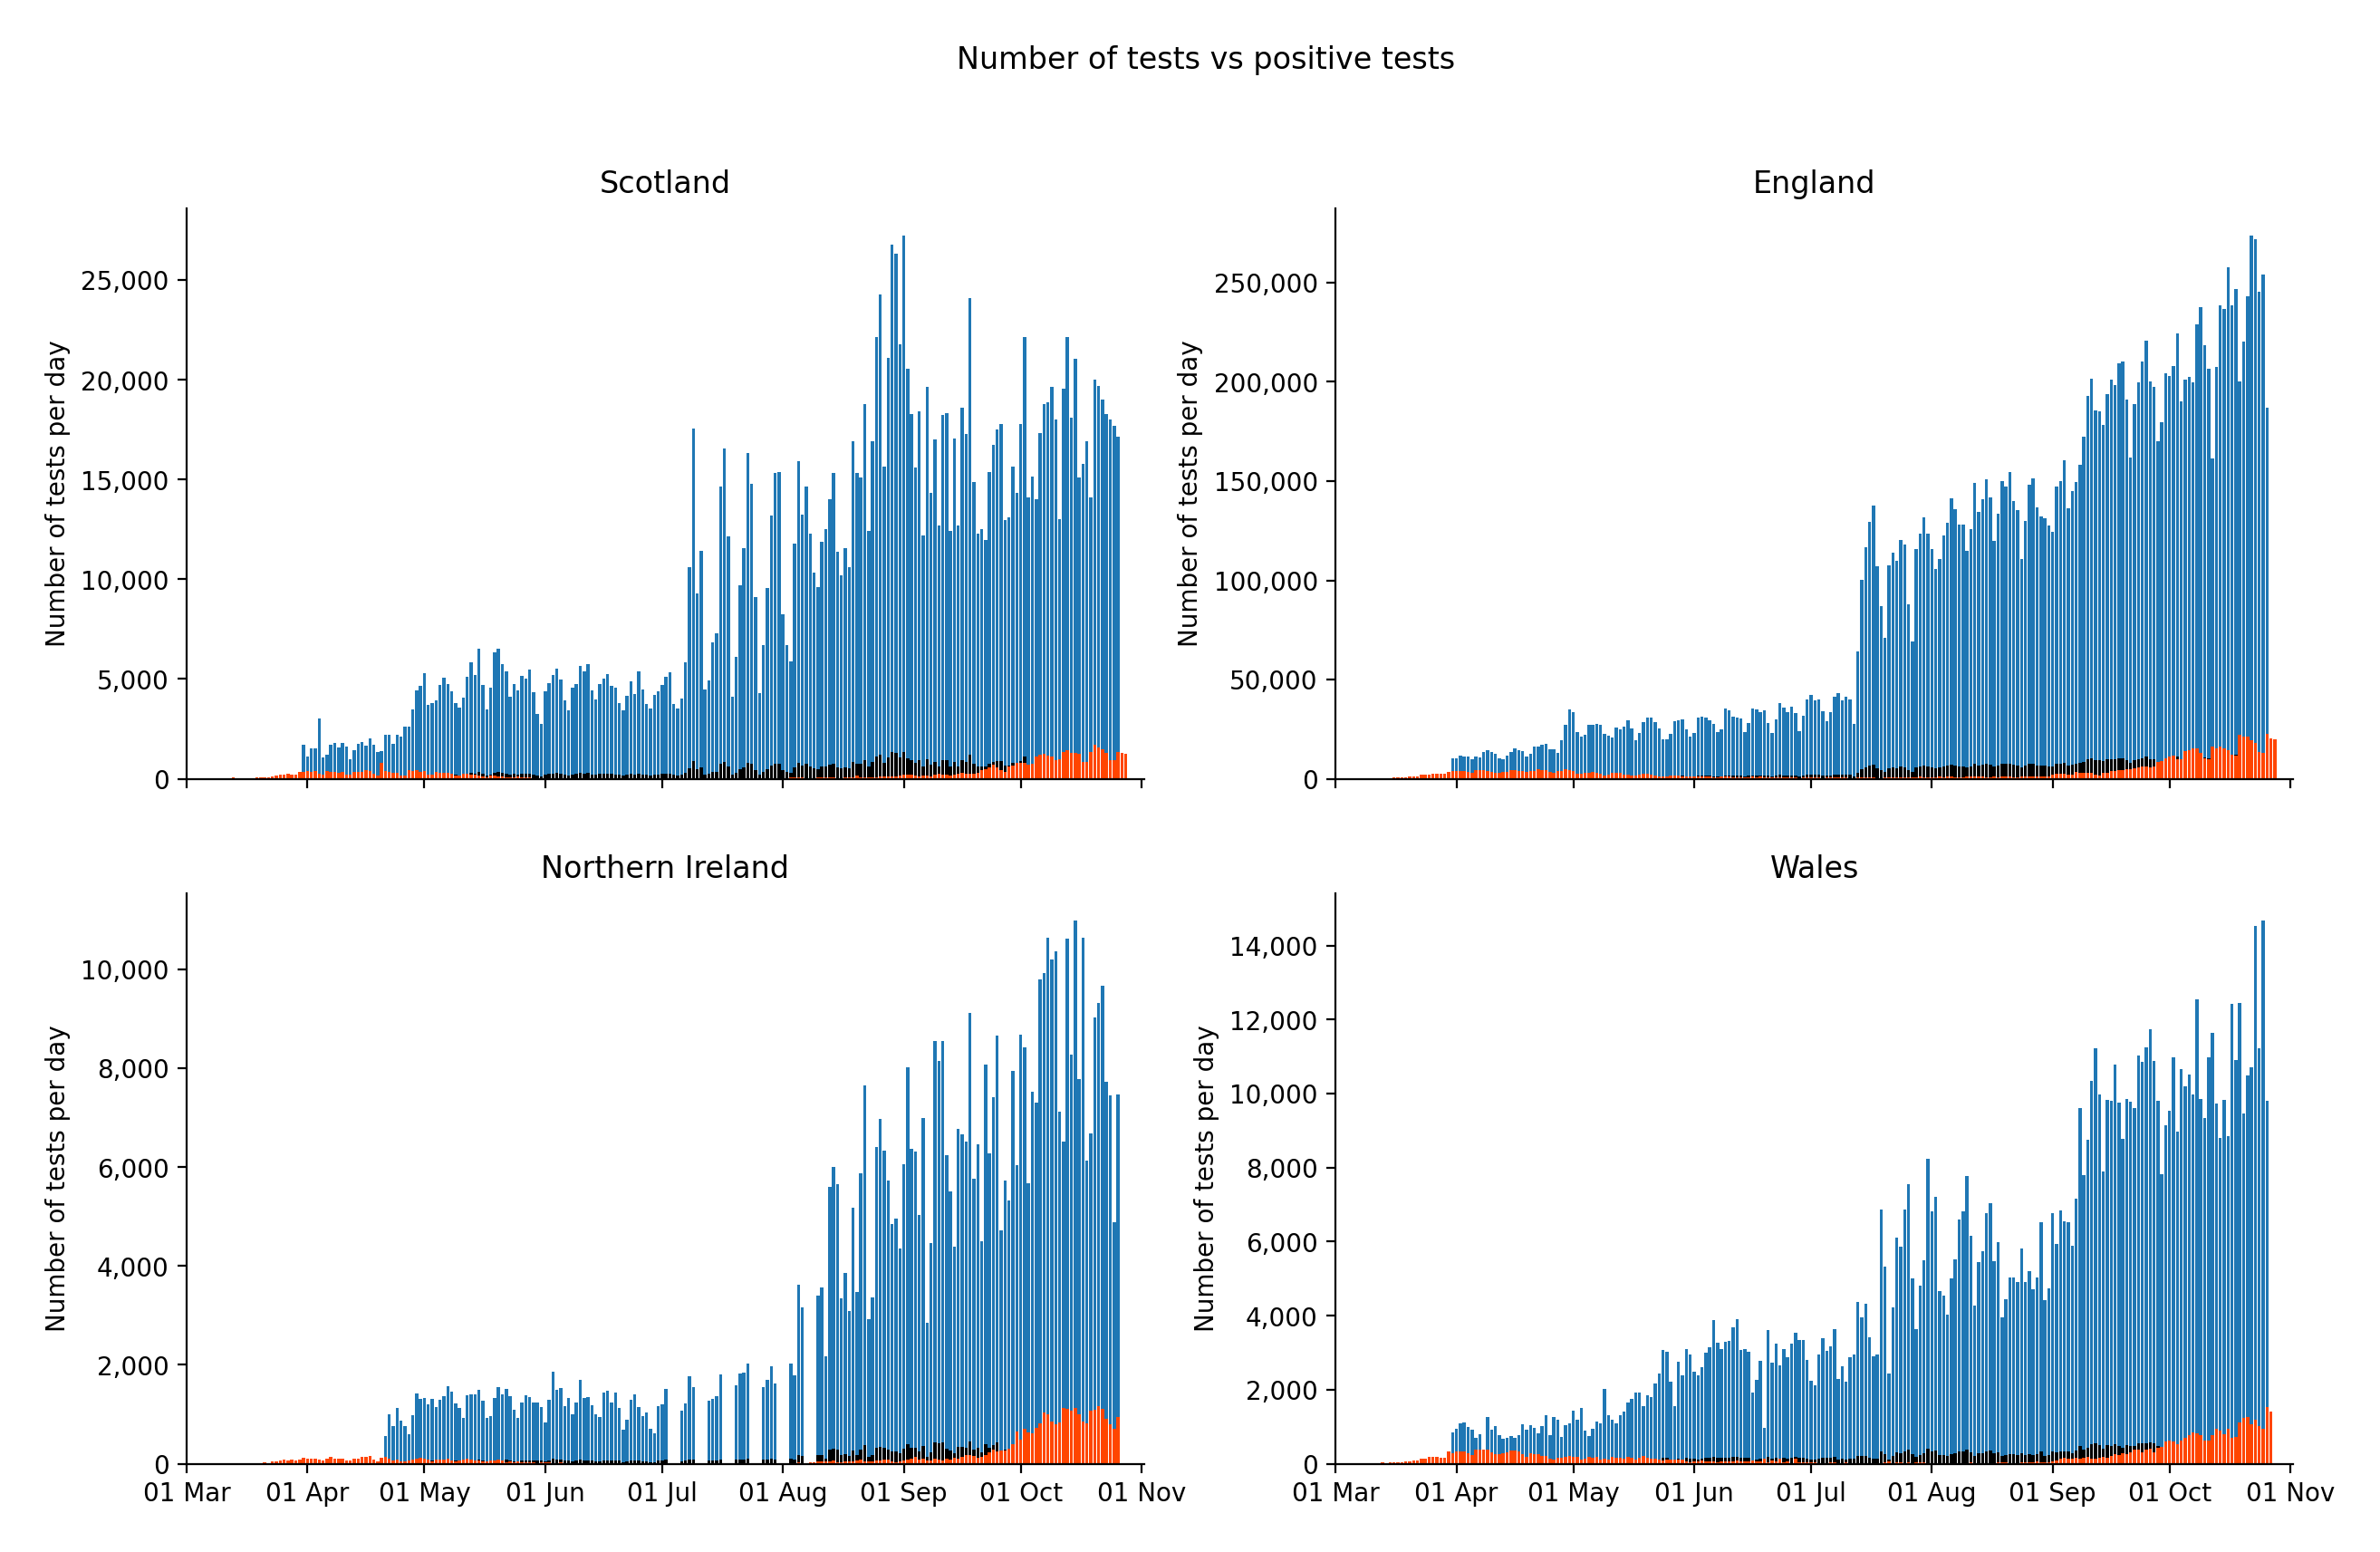 Number of tests vs positive tests
Scotland
Number of tests per day
25,000
20,000
15,000
10,000
5,000
0
England
Number of tests per day
250,000
200,000
150,000
100,000
50,000
0
Northern Ireland
Number of tests per day
10,000
8,000
6,000
4,000
2,000
0
01 Mar 01 Apr 01 May 01 Jun 01 Jul 01 Aug 01 Sep 01 Oct 01 Nov
Wales
Number of tests per day
14,000
12,000
10,000
8,000
6,000
4,000
2,000
0
01 Mar 01 Apr 01 May 01 Jun 01 Jul 01 Aug 01 Sep 01 Oct 01 Nov